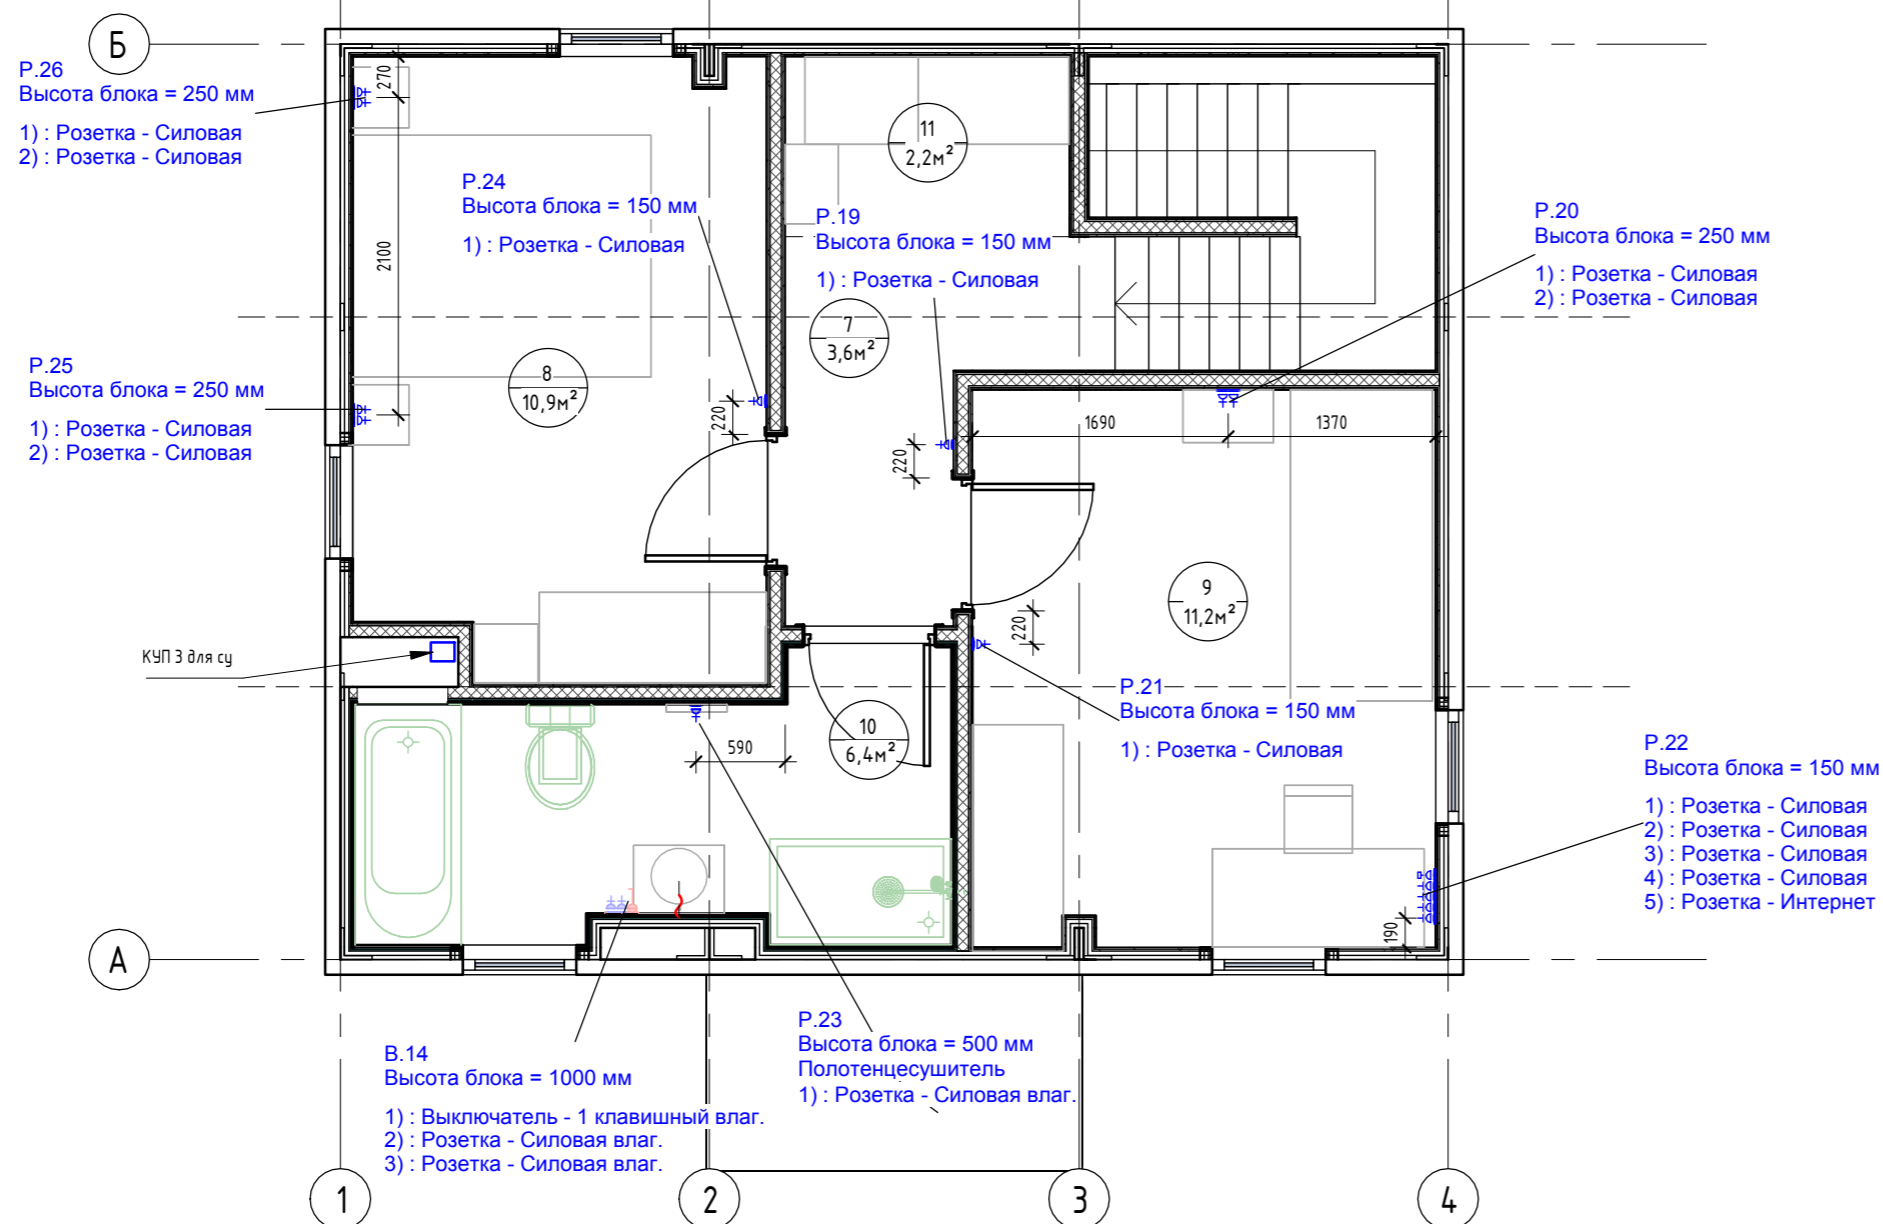 Б
Р.26
Высота блока = 250 мм
1) : Розетка - Силовая
2) : Розетка - Силовая
270
2100
Р.24
Высота блока = 150 мм
1) : Розетка - Силовая
11
2,2м²
Р.19
Высота блока = 150 мм
1) : Розетка - Силовая
Р.20
Высота блока = 250 мм
1) : Розетка - Силовая
2) : Розетка - Силовая
7
3,6м²
Р.25
Высота блока = 250 мм
1) : Розетка - Силовая
2) : Розетка - Силовая
8
10,9м²
220
220
1690
1370
9
11,2м²
220
КУП 3 для су
Р.21
Высота блока = 150 мм
1) : Розетка - Силовая
10
6,4м²
590
Р.22
Высота блока = 150 мм
1) : Розетка - Силовая
2) : Розетка - Силовая
3) : Розетка - Силовая
4) : Розетка - Силовая
5) : Розетка - Интернет
190
А
В.14
Высота блока = 1000 мм
1) : Выключатель - 1 клавишный влаг.
2) : Розетка - Силовая влаг.
3) : Розетка - Силовая влаг.
Р.23
Высота блока = 500 мм
Полотенцесушитель
1) : Розетка - Силовая влаг.
1
2
3
4